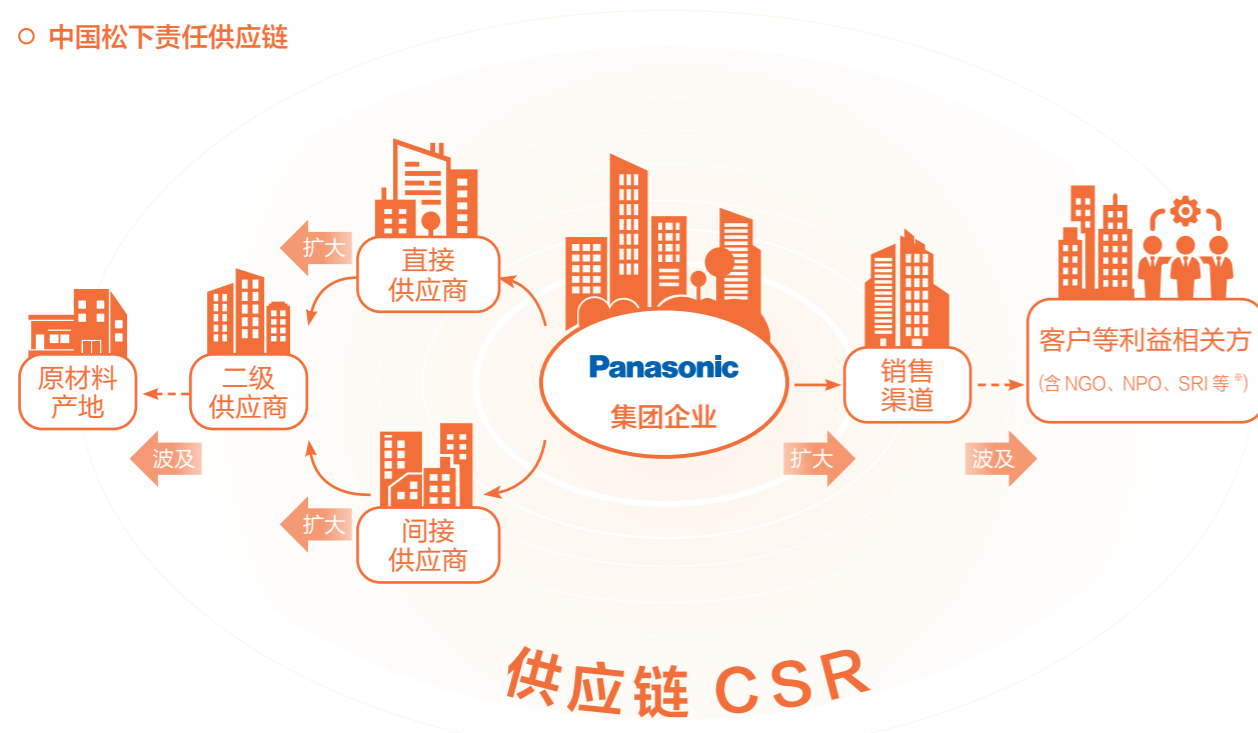 中国松下责任供应链
扩大
直接
供应商
原材料
产地
二级
供应商
波及
扩大
间接
供应商
Panasonic
集团企业
扩大
销售
渠道
波及
客户等利益相关方
(含 NGO、NPO、SRI 等 ※)
供应链 CSR